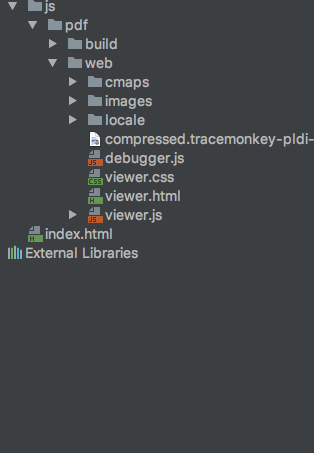 js
pdf
build
web
cmaps
images
locale
compressed.tracemonkey-pldi-
debugger.js
JS
viewer.css
CSS
viewer.html
H
viewer.js
JS
index.html
H
External Libraries